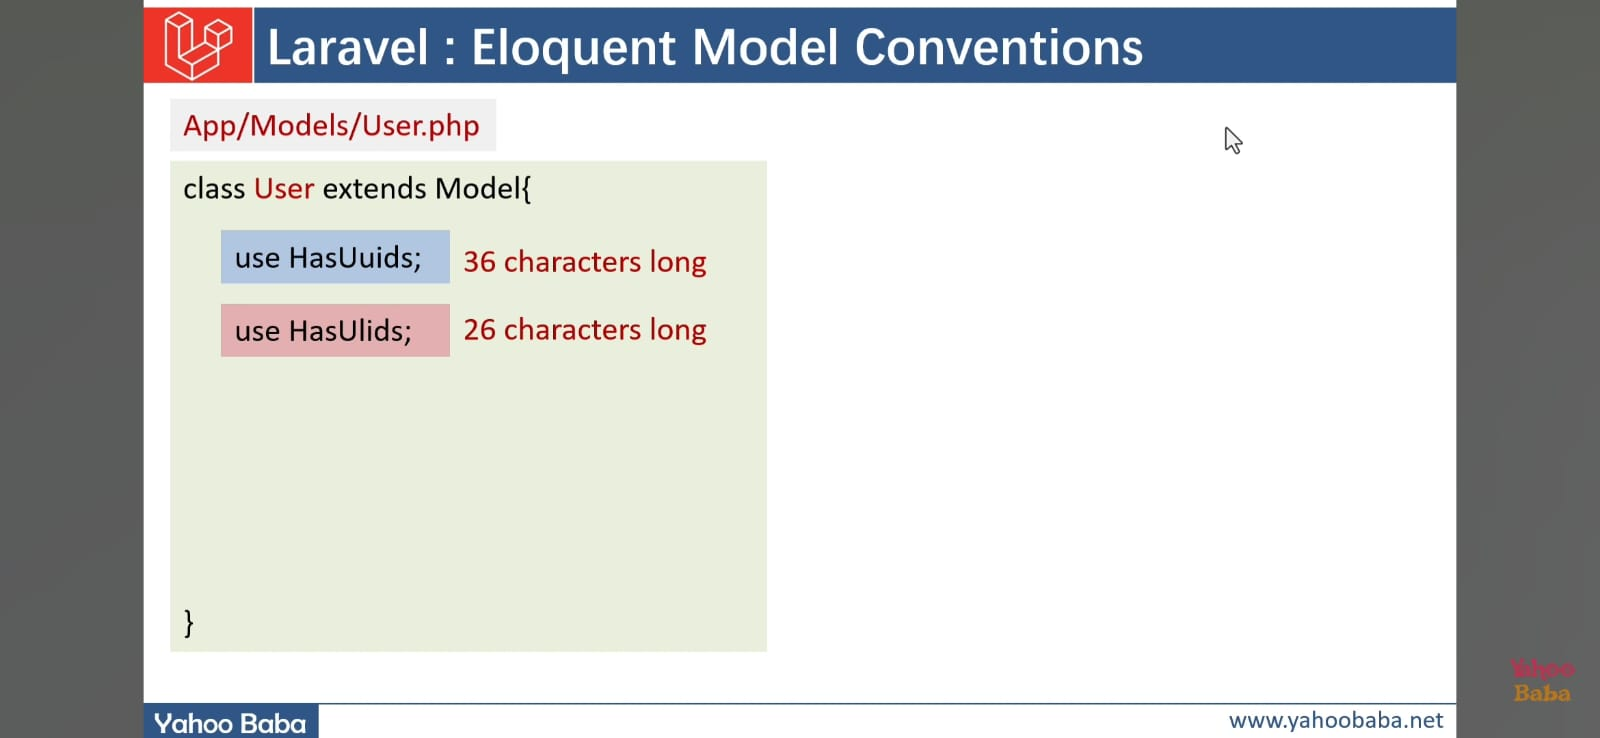 Laravel : Eloquent Model Conventions
App/Models/User.php
class User extends Model{
use HasUuids; 36 characters long
use HasUlids; 26 characters long
}
Yahoo
Baba
Yahoo Baba
www.yahoobaba.net